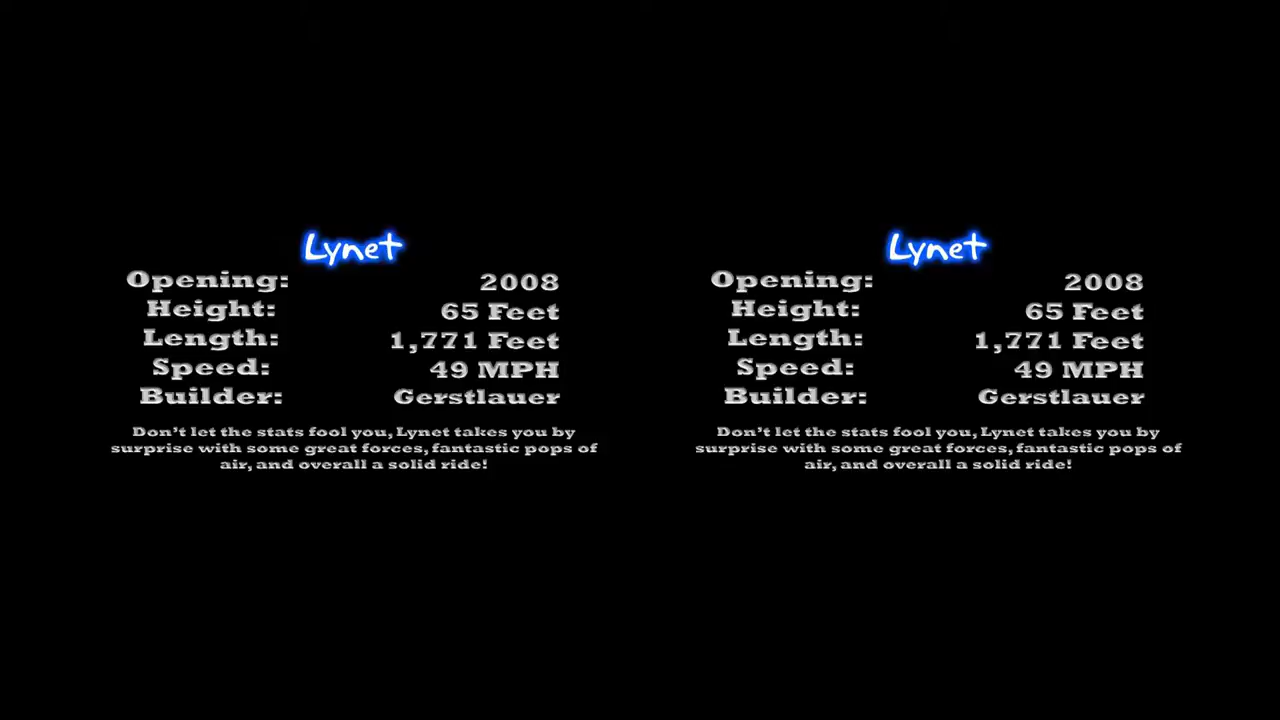 Lynet
Opening: 2008
Height: 65 Feet
Length: 1,771 Feet
Speed: 49 MPH
Builder: Gerstlauer
Don't let the stats fool you, Lynet takes you by
surprise with some great forces, fantastic pops of
air, and overall a solid ride!
Lynet
Opening: 2008
Height: 65 Feet
Length: 1,771 Feet
Speed: 49 MPH
Builder: Gerstlauer
Don't let the stats fool you, Lynet takes you by
surprise with some great forces, fantastic pops of
air, and overall a solid ride!